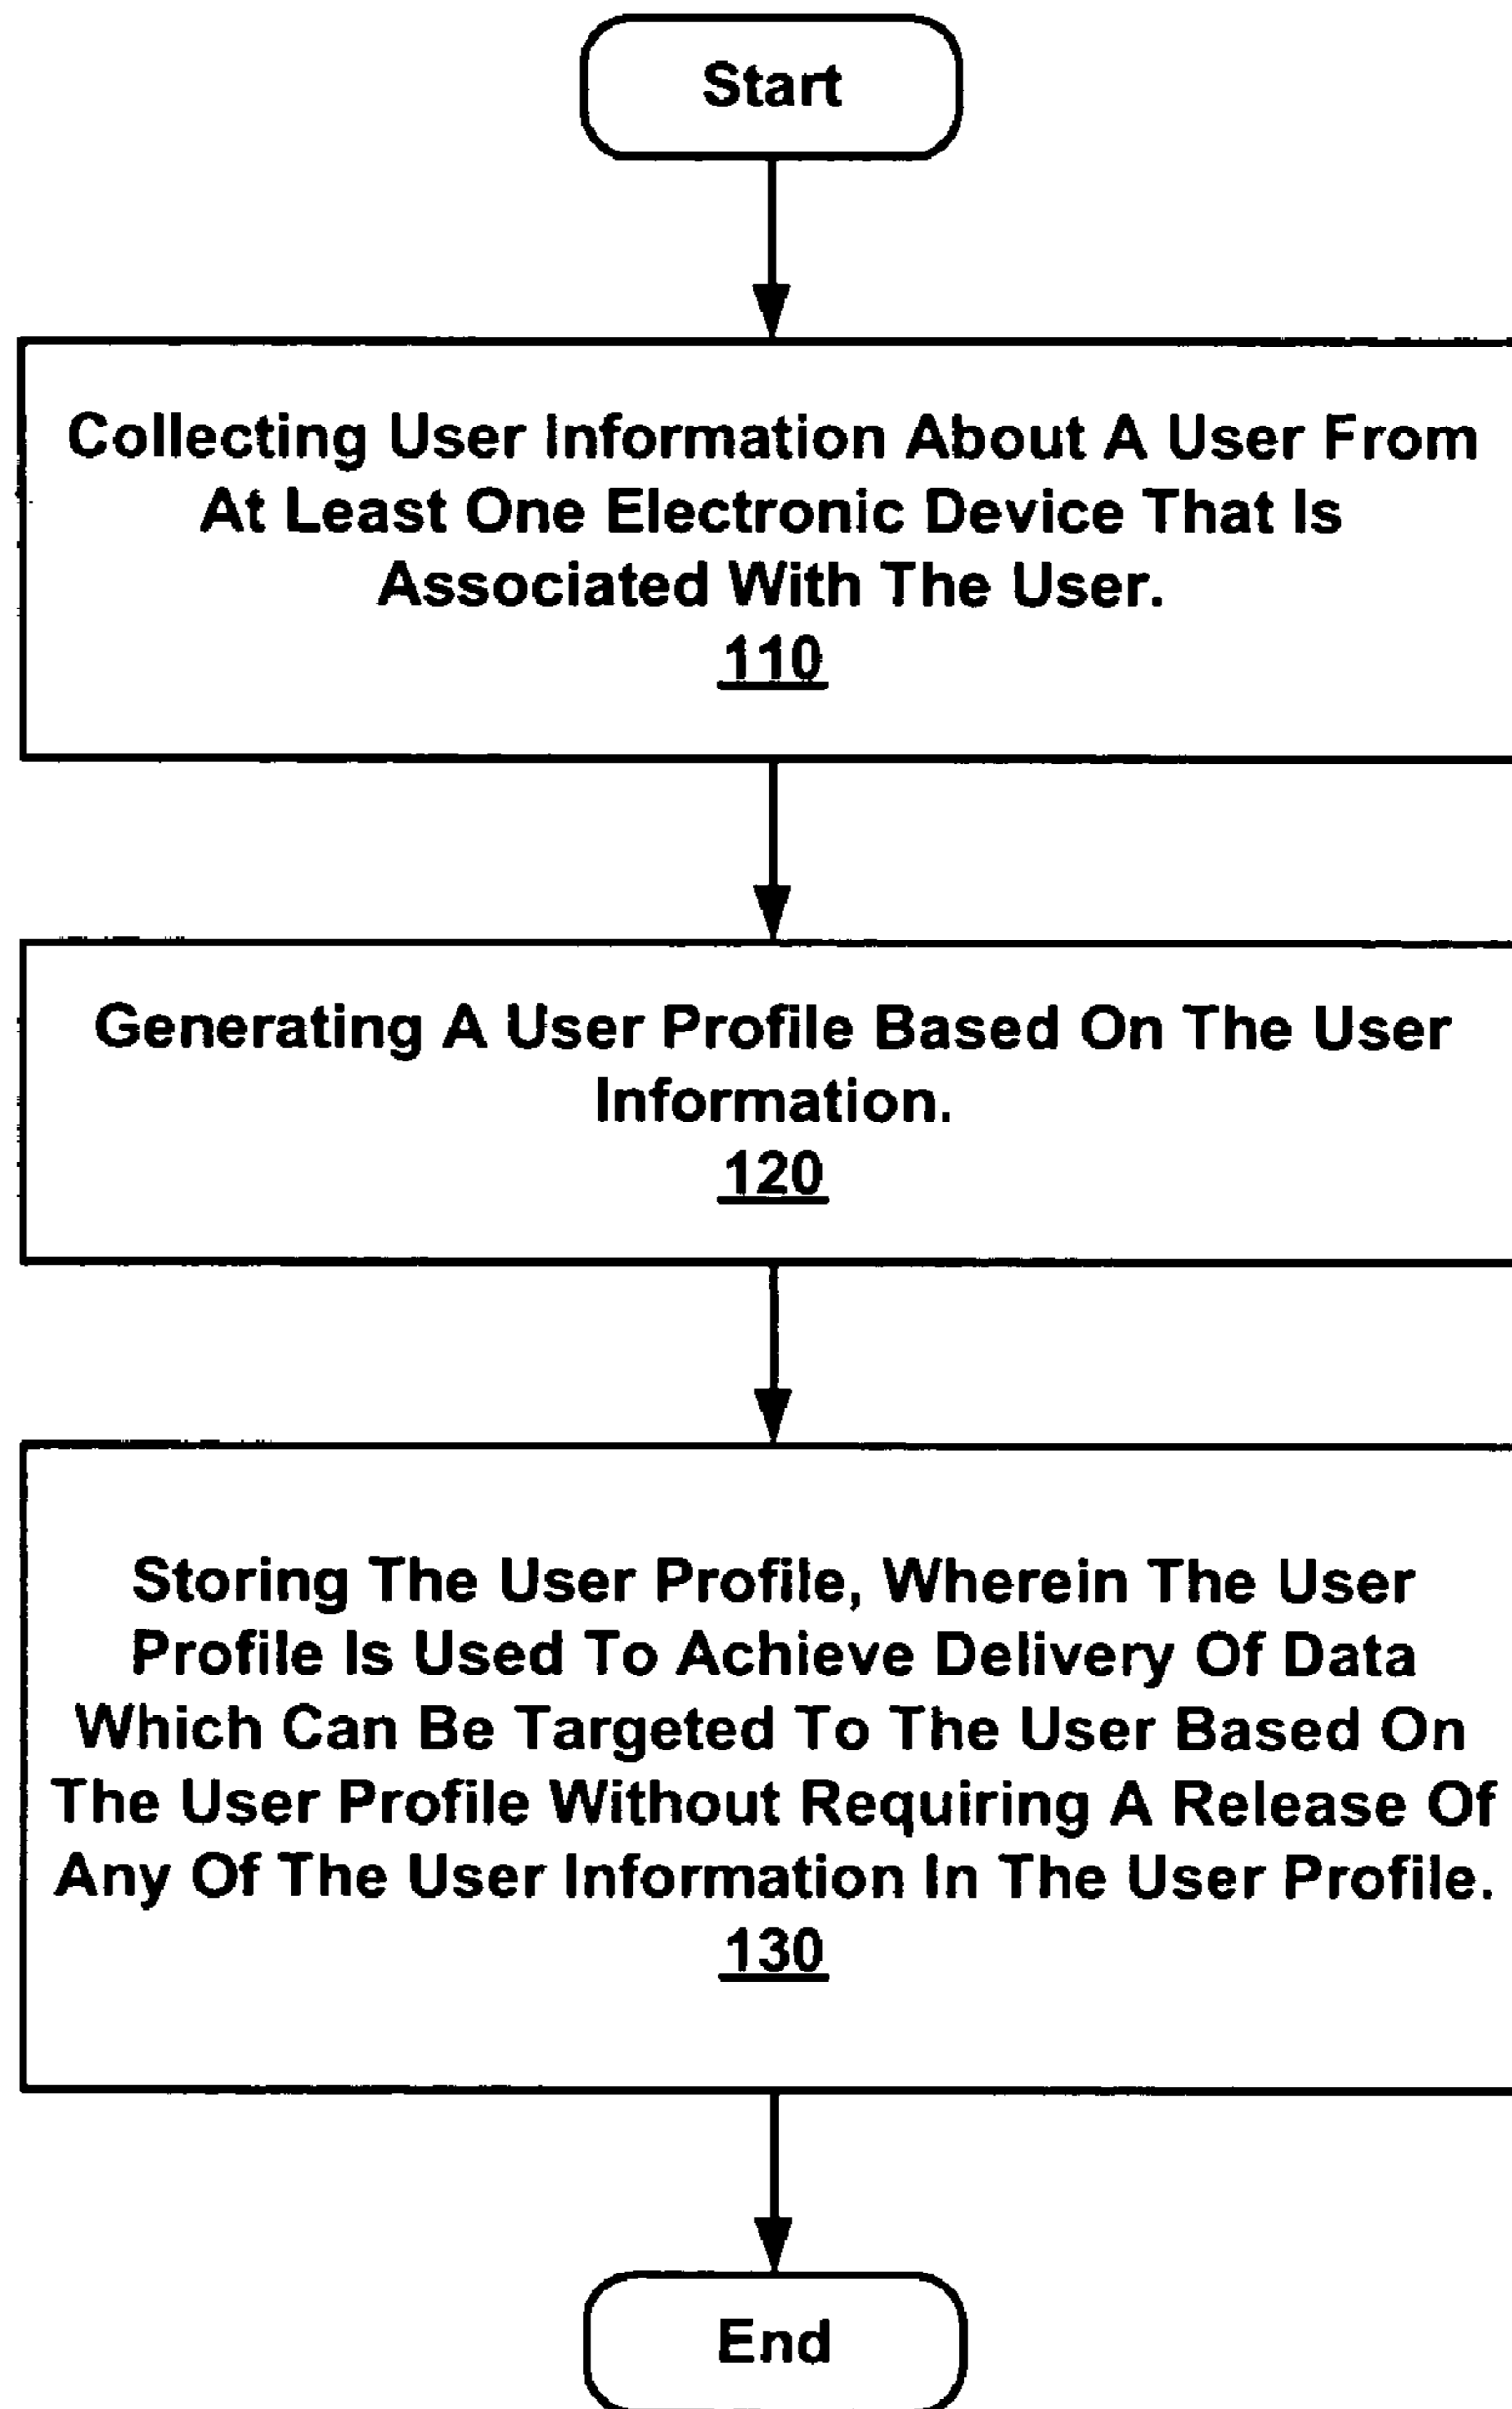 Start
Collecting User Information About A User From
At Least One Electronic Device That Is
Associated With The User.
110
Generating A User Profile Based On The User
Information.
120
Storing The User Profile, Wherein The User
Profile Is Used To Achieve Delivery Of Data
Which Can Be Targeted To The User Based On
The User Profile Without Requiring A Release Of
Any Of The User Information In The User Profile.
130
End